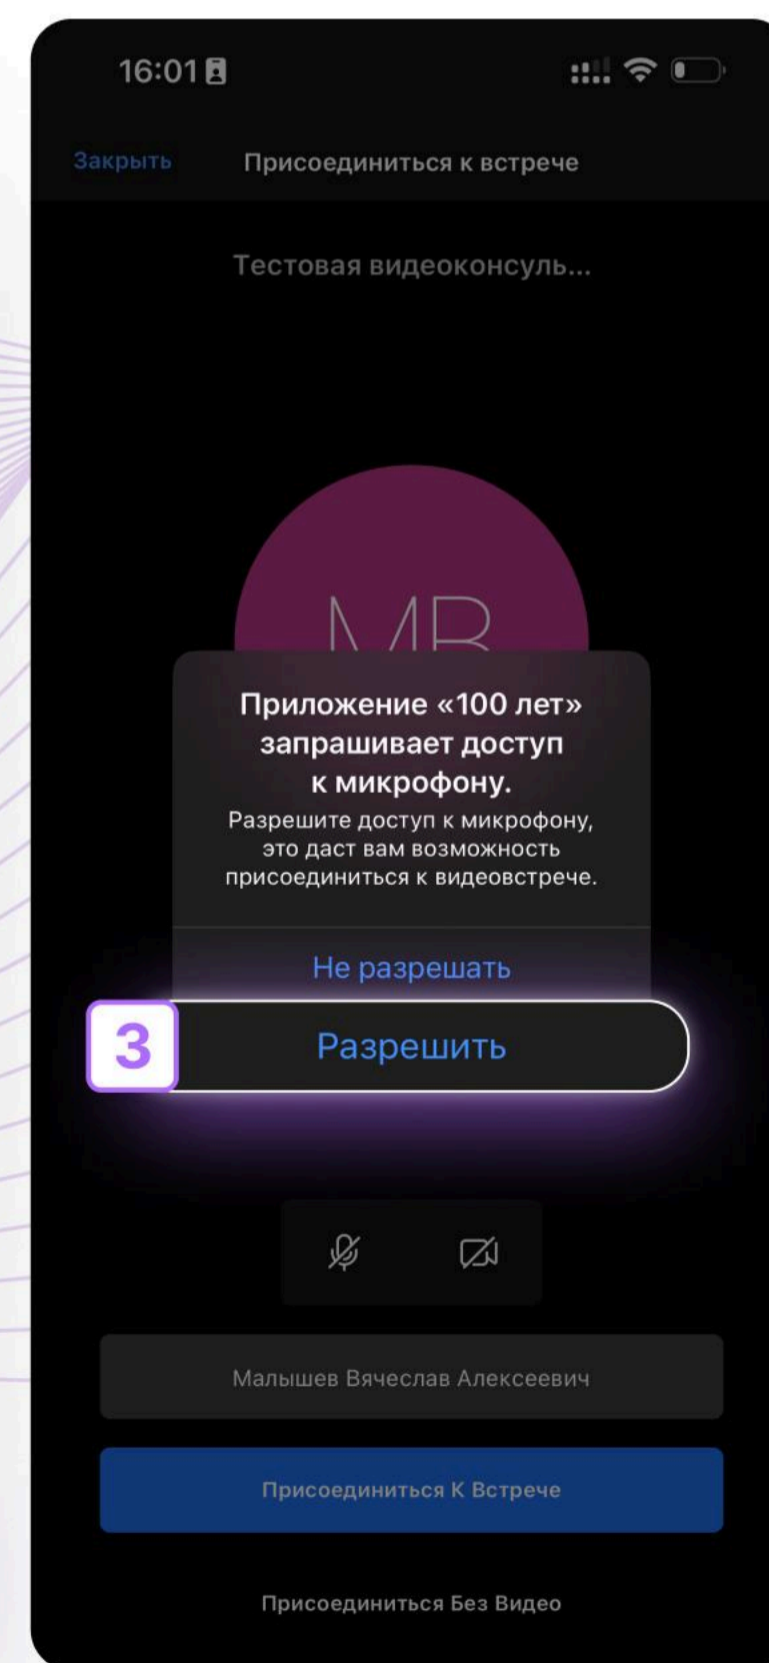 16:01
Закрыть
Присоединиться к встрече
Тестовая видеоконсуль...
МВ
Приложение «100 лет»
запрашивает доступ
к микрофону.
Разрешите доступ к микрофону,
это даст вам возможность
присоединиться к видеовстрече.
Не разрешать
3
Разрешить
Малышев Вячеслав Алексеевич
Присоединиться К Встрече
Присоединиться Без Видео